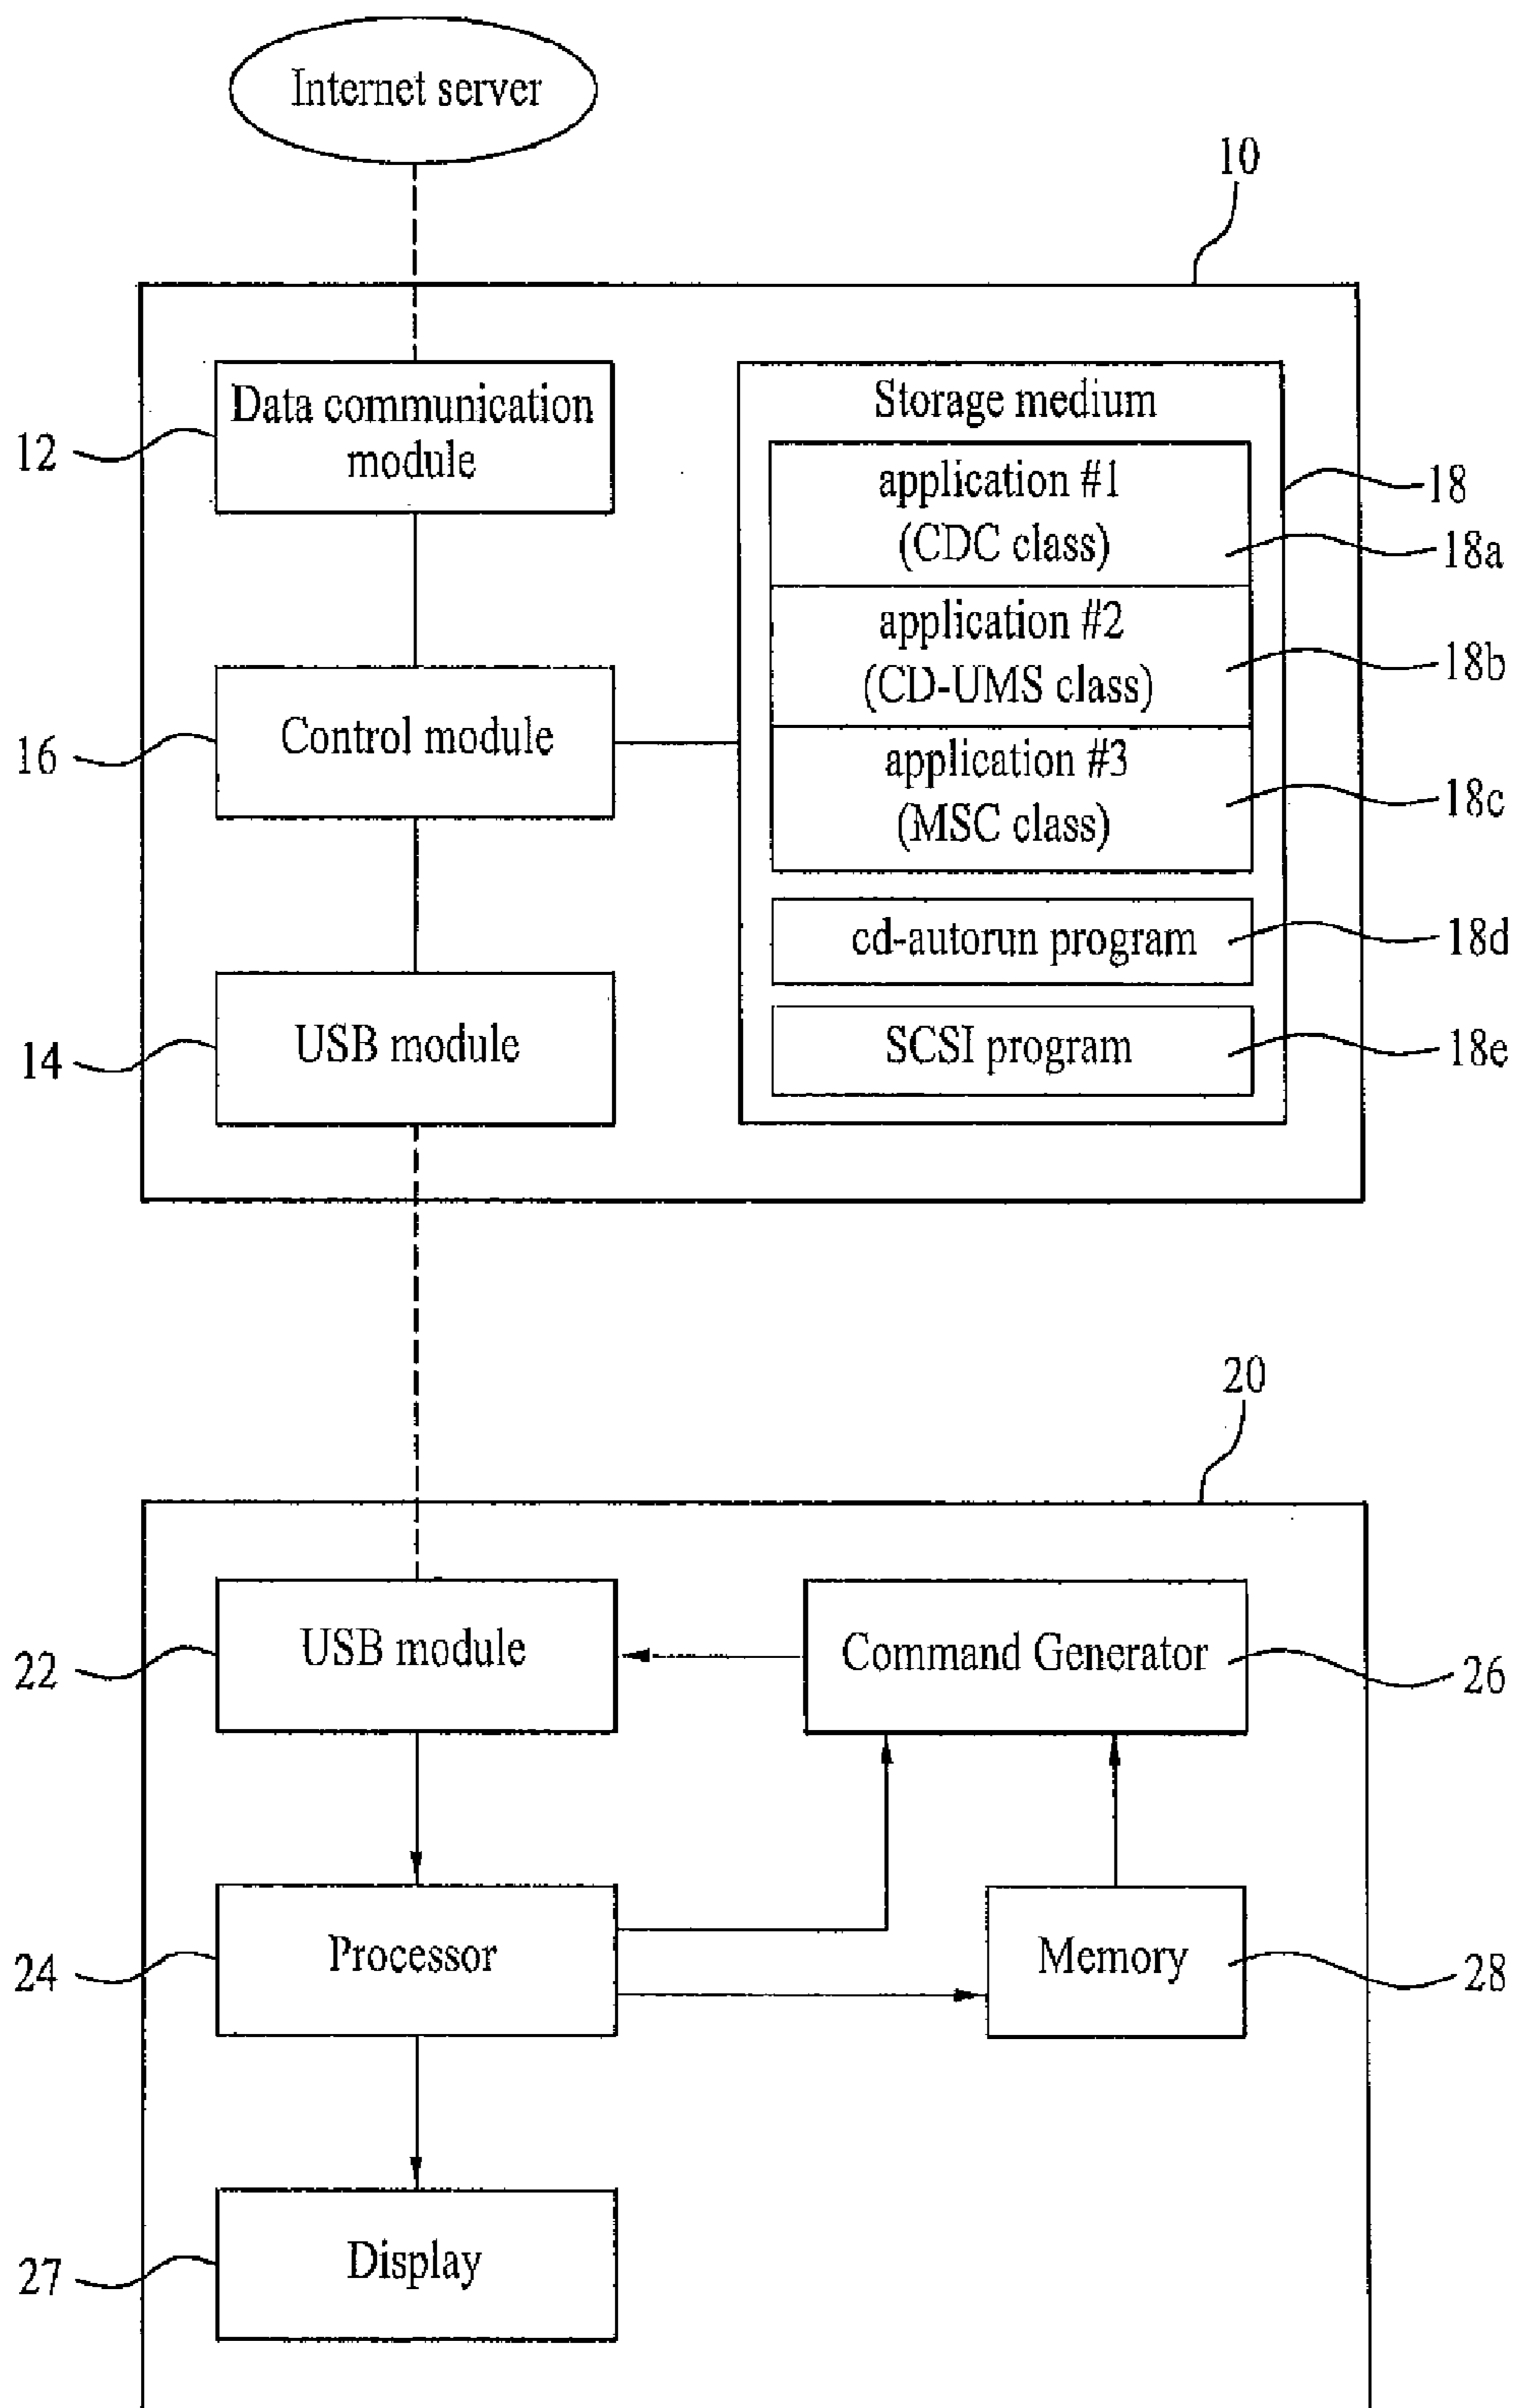 Internet server
10
Data communication
module
12
Storage medium
application #1
(CDC class)
18
18a
application #2
(CD-UMS class)
18b
Control module
16
application #3
(MSC class)
18c
cd-autorun program
18d
USB module
14
SCSI program
18e
20
USB module
22
Command Generator
26
Processor
24
Memory
28
Display
27